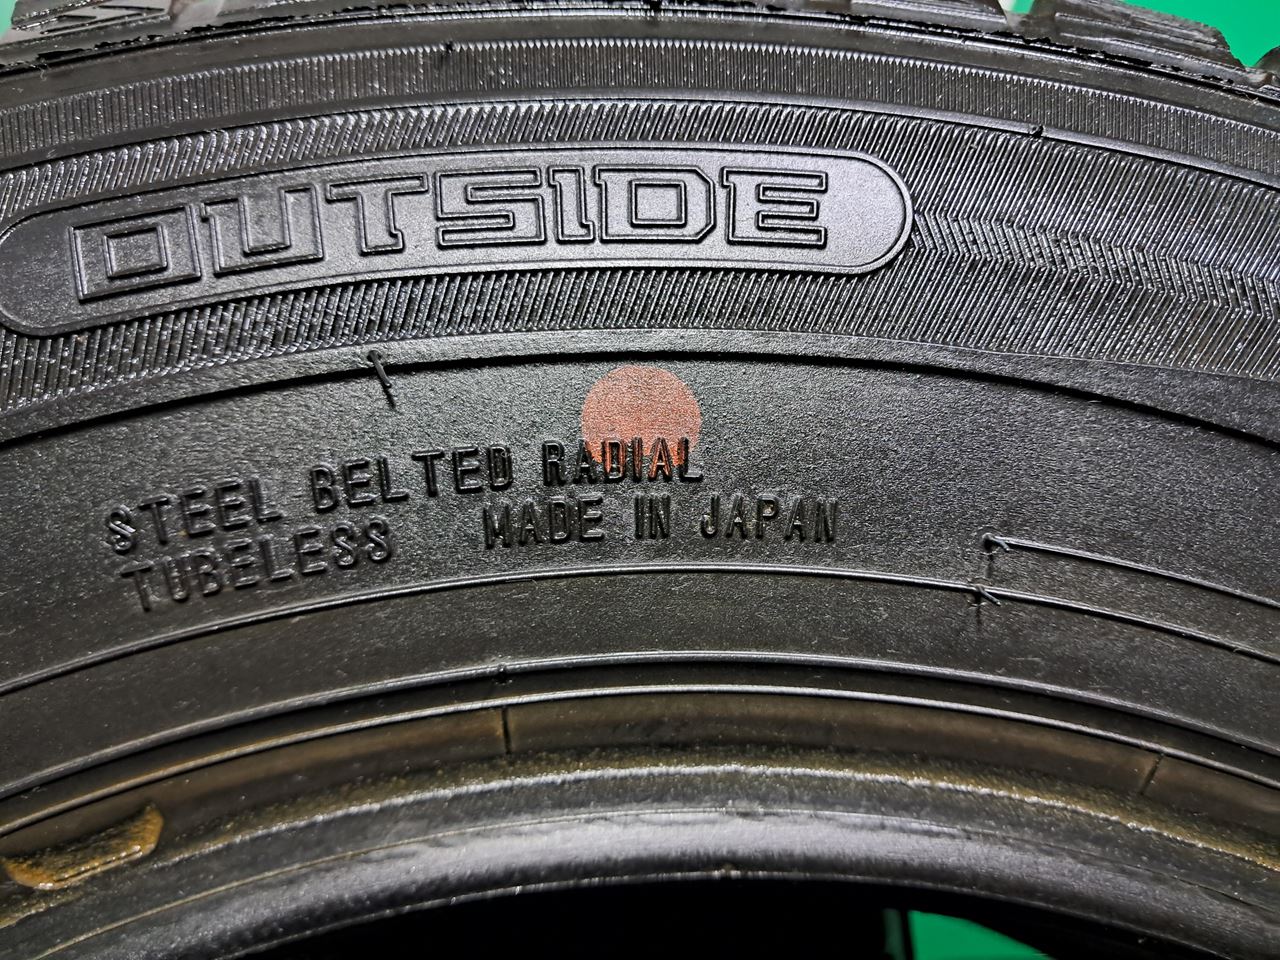 OUTSIDE
STEEL BELTED RADIAL
TUBELESS MADE IN JAPAN